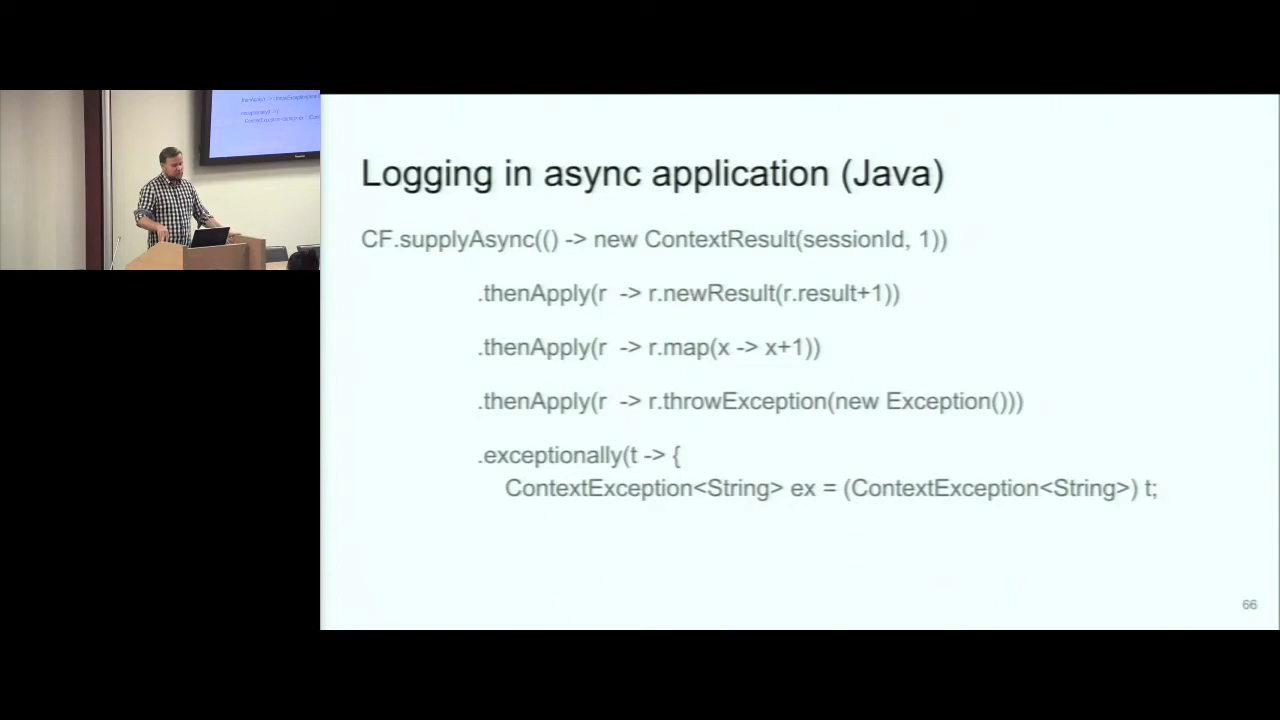 Logging in async application (Java)
CF.supplyAsync(() -> new ContextResult(sessionId, 1))
.thenApply(r -> r.newResult(r.result+1))
.thenApply(r -> r.map(x -> x+1))
.thenApply(r -> r.throwException(new Exception()))
.exceptionally(t -> {
ContextException<String> ex = (ContextException<String>) t;
66